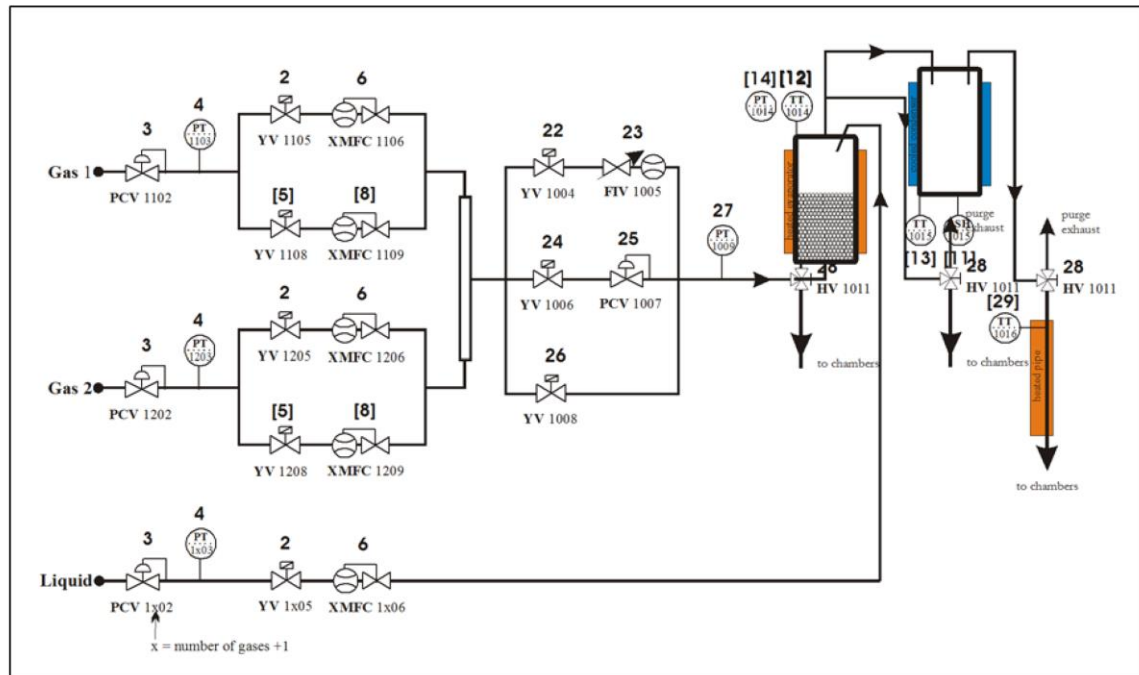 2 6
4 [14] [12]
3 PT 1103 22 23 PT 1014 TT 1014
YV 1105 XMFC 1106
Gas 1
PCV 1102 [5] [8] YV 1004 FIV 1005 heated evaporator
27 purge exhaust
YV 1108 XMFC 1109 24 25 PT 1009 TT 1015 1015 purge exhaust
[13] [11]
2 6 28 28 28
4 YV 1006 PCV 1007 HV 1011 HV 1011 HV 1011
3 PT 1203 [29]
YV 1205 XMFC 1206 TT 1016
26 to chambers to chambers
Gas 2
PCV 1202 [5] [8] YV 1008 heated pipe
YV 1208 XMFC 1209
to chambers
4
3 PT 1x03 2 6
Liquid
PCV 1x02 YV 1x05 XMFC 1x06
x = number of gases +1